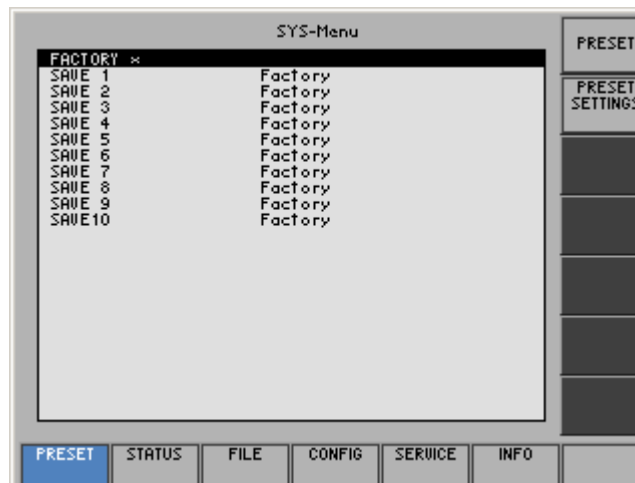 SYS-Menu
FACTORY *
SAVE 1 Factory
SAVE 2 Factory
SAVE 3 Factory
SAVE 4 Factory
SAVE 5 Factory
SAVE 6 Factory
SAVE 7 Factory
SAVE 8 Factory
SAVE 9 Factory
SAVE10 Factory
PRESET
PRESET
SETTINGS
PRESET STATUS FILE CONFIG SERVICE INFO